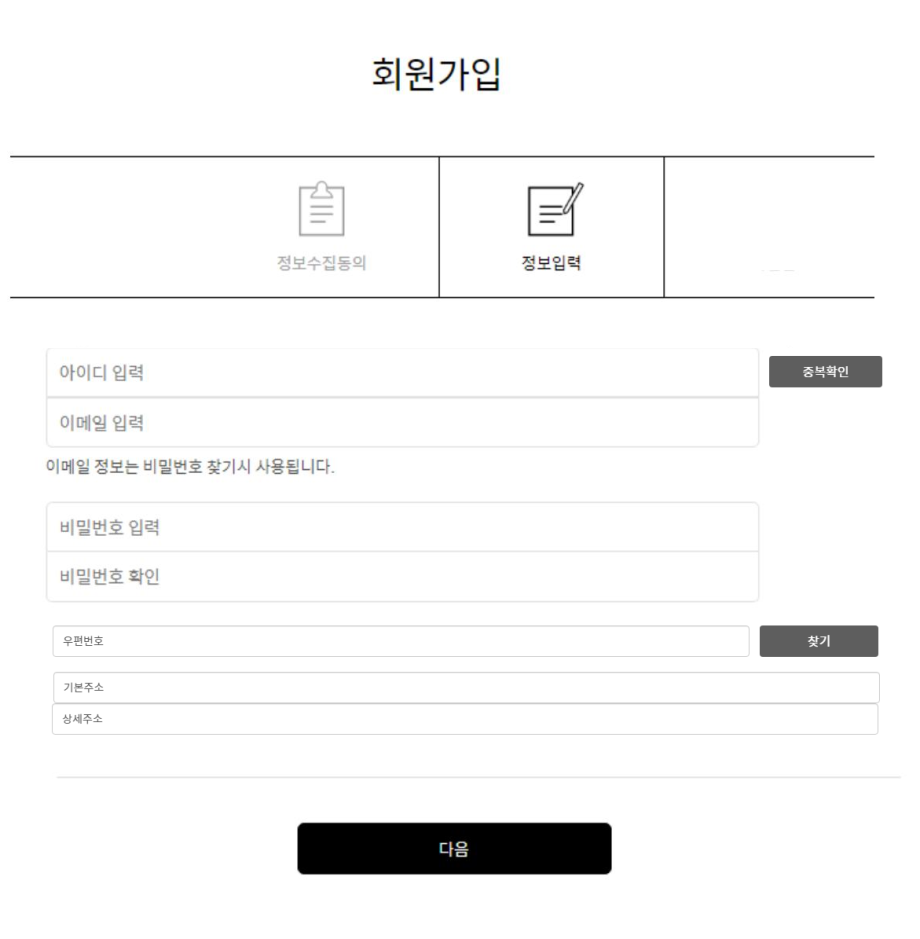 회원가입
정보수집동의
정보입력
아이디 입력
중복확인
이메일 입력
이메일 정보는 비밀번호 찾기시 사용됩니다.
비밀번호 입력
비밀번호 확인
우편번호
찾기
기본주소
상세주소
다음